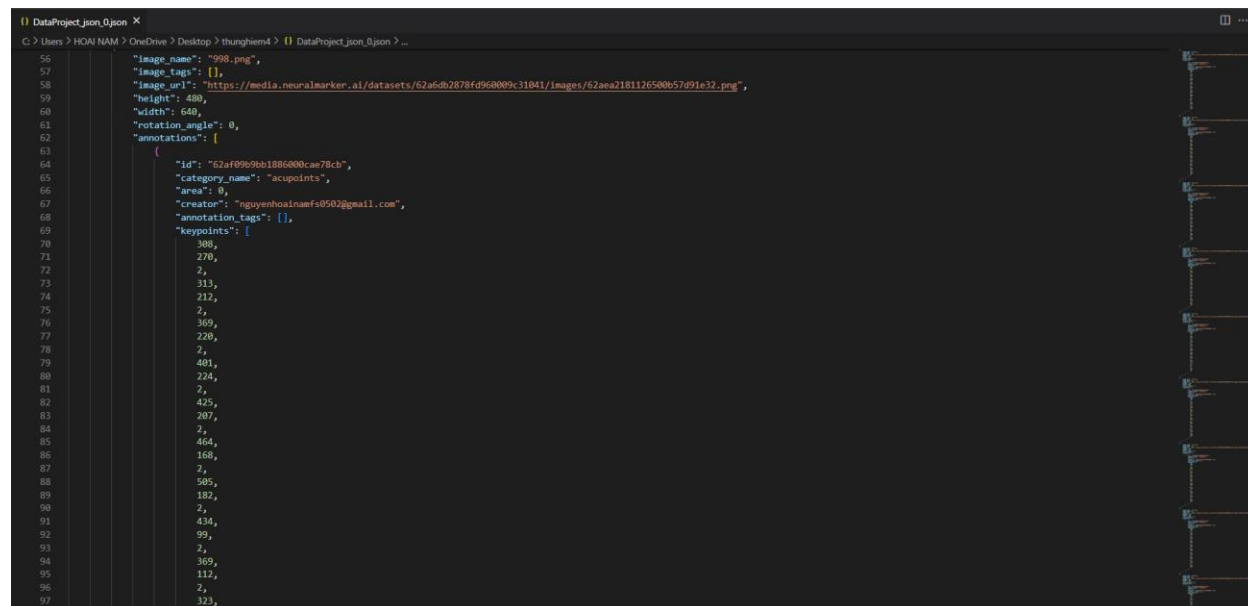 {} DataProject_json_0.json ×
C: > Users > HOAI NAM > OneDrive > Desktop > thunghiem4 > {} DataProject_json_0.json > ...
56 "image_name": "998.png",
57 "image_tags": [],
58 "image_url": "https://media.neuralmarker.ai/datasets/62a6db2878fd960009c31041/images/62aea2181126500b57d91e32.png",
59 "height": 480,
60 "width": 640,
61 "rotation_angle": 0,
62 "annotations": [
63 {
64 "id": "62af09b9bb1886000cae78cb",
65 "category_name": "acupoints",
66 "area": 0,
67 "creator": "nguyenhoainamfs0502@gmail.com",
68 "annotation_tags": [],
69 "keypoints": [
70 308,
71 270,
72 2,
73 313,
74 212,
75 2,
76 369,
77 220,
78 2,
79 401,
80 224,
81 2,
82 425,
83 207,
84 2,
85 464,
86 168,
87 2,
88 505,
89 182,
90 2,
91 434,
92 99,
93 2,
94 369,
95 112,
96 2,
97 323,